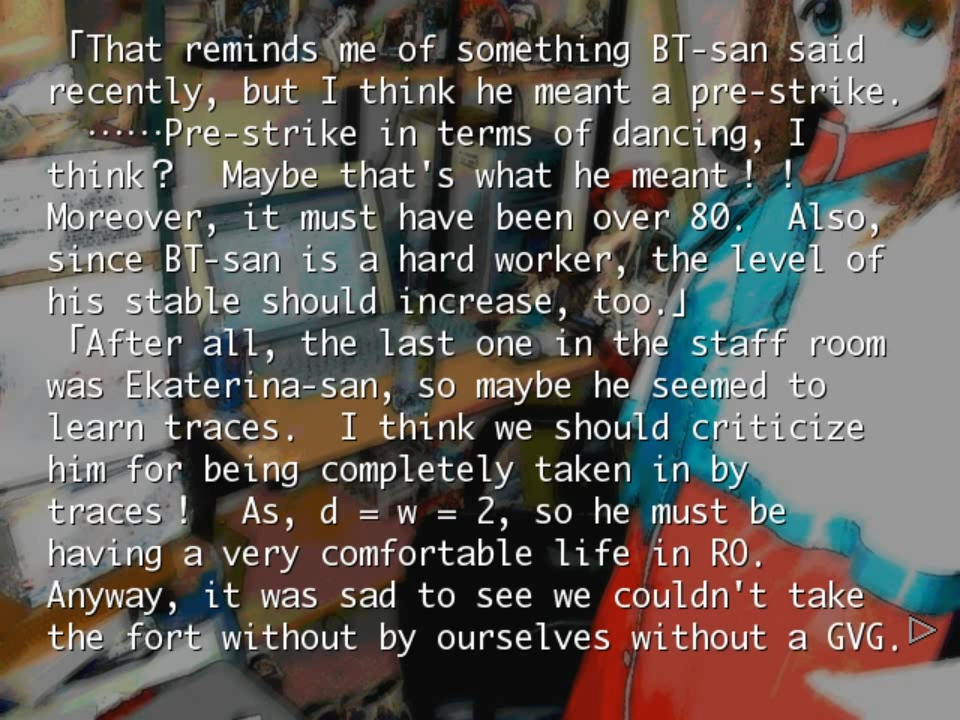 「That reminds me of something BT-san said
recently, but I think he meant a pre-strike.
……Pre-strike in terms of dancing, I
think？ Maybe that's what he meant！！
Moreover, it must have been over 80. Also,
since BT-san is a hard worker, the level of
his stable should increase, too.」
「After all, the last one in the staff room
was Ekaterina-san, so maybe he seemed to
learn traces. I think we should criticize
him for being completely taken in by
traces！ As, d = w = 2, so he must be
having a very comfortable life in RO.
Anyway, it was sad to see we couldn't take
the fort without by ourselves without a GVG.